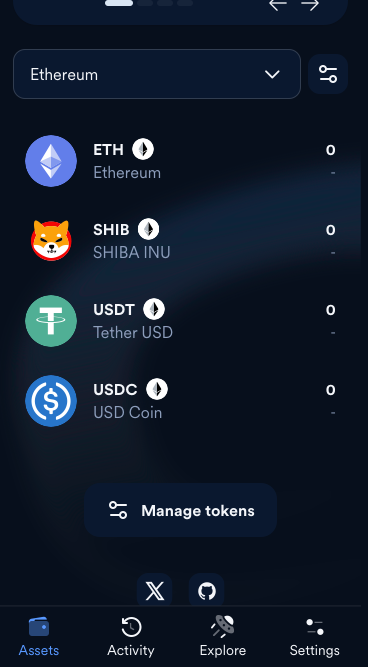 Ethereum
ETH
0
Ethereum
-
SHIB
0
SHIBA INU
-
USDT
0
Tether USD
-
USDC
0
USD Coin
-
Manage tokens
Assets
Activity
Explore
Settings